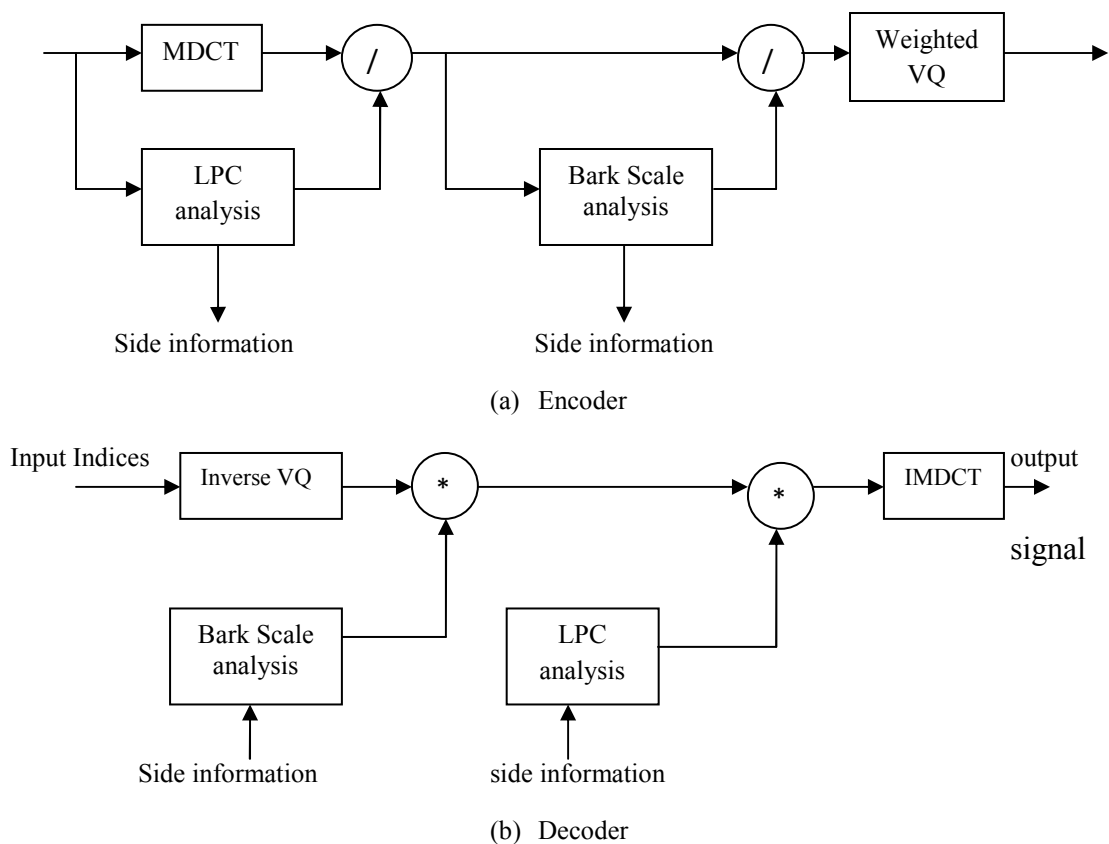 MDCT
/
/
Weighted
VQ
LPC
analysis
Bark Scale
analysis
Side information
Side information
(a) Encoder
Input Indices
Inverse VQ
*
*
IMDCT
output
signal
Bark Scale
analysis
LPC
analysis
Side information
side information
(b) Decoder